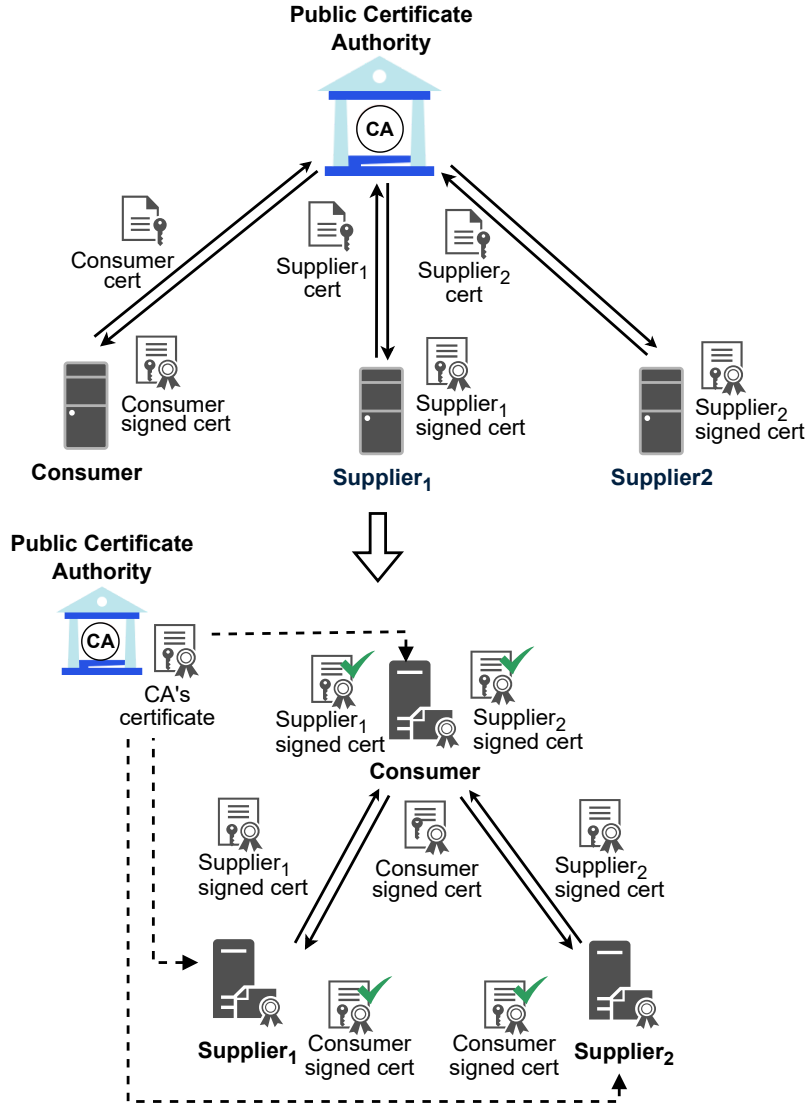 Public Certificate
Authority
CA
Consumer
cert
Supplier₁
cert
Supplier₂
cert
Consumer
signed cert
Supplier₁
signed cert
Supplier₂
signed cert
Consumer
Supplier₁
Supplier2
Public Certificate
Authority
CA
CA's
certificate
Supplier₁
signed cert
Supplier₂
signed cert
Consumer
Supplier₁
signed cert
Consumer
signed cert
Supplier₂
signed cert
Consumer
signed cert
Consumer
signed cert
Supplier₁
Supplier₂